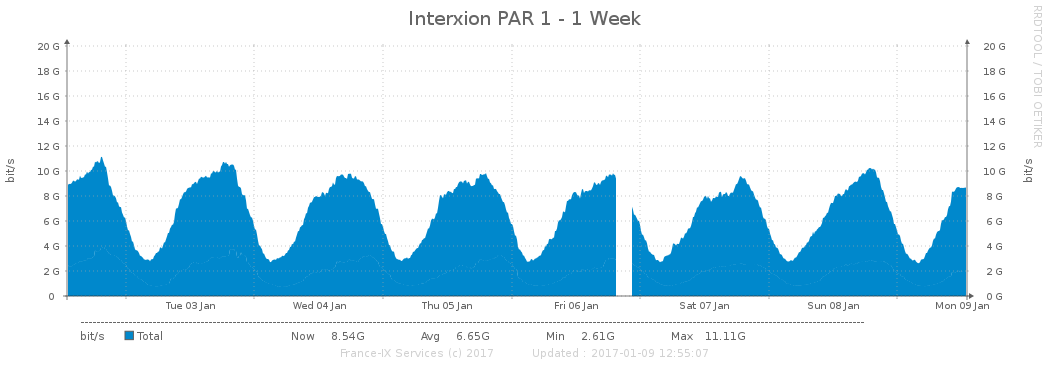 Interxion PAR 1 - 1 Week
RRDTOOL / TOBI OETIKER
bit/s
20 G
18 G
16 G
14 G
12 G
10 G
8 G
6 G
4 G
2 G
0
20 G
18 G
16 G
14 G
12 G
10 G
8 G
6 G
4 G
2 G
0 G
bit/s
Tue 03 Jan Wed 04 Jan Thu 05 Jan Fri 06 Jan Sat 07 Jan Sun 08 Jan Mon 09 Jan
bit/s Total Now 8.54G Avg 6.65G Min 2.61G Max 11.11G
France-IX Services (c) 2017 Updated : 2017-01-09 12:55:07